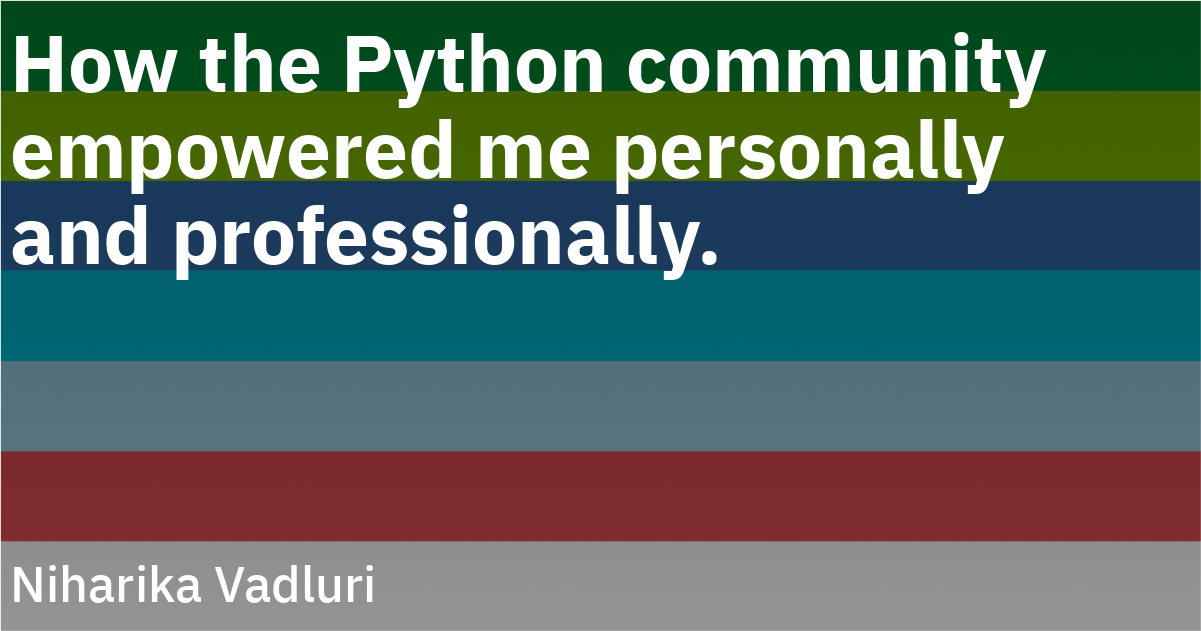 How the Python community
empowered me personally
and professionally.
Niharika Vadluri